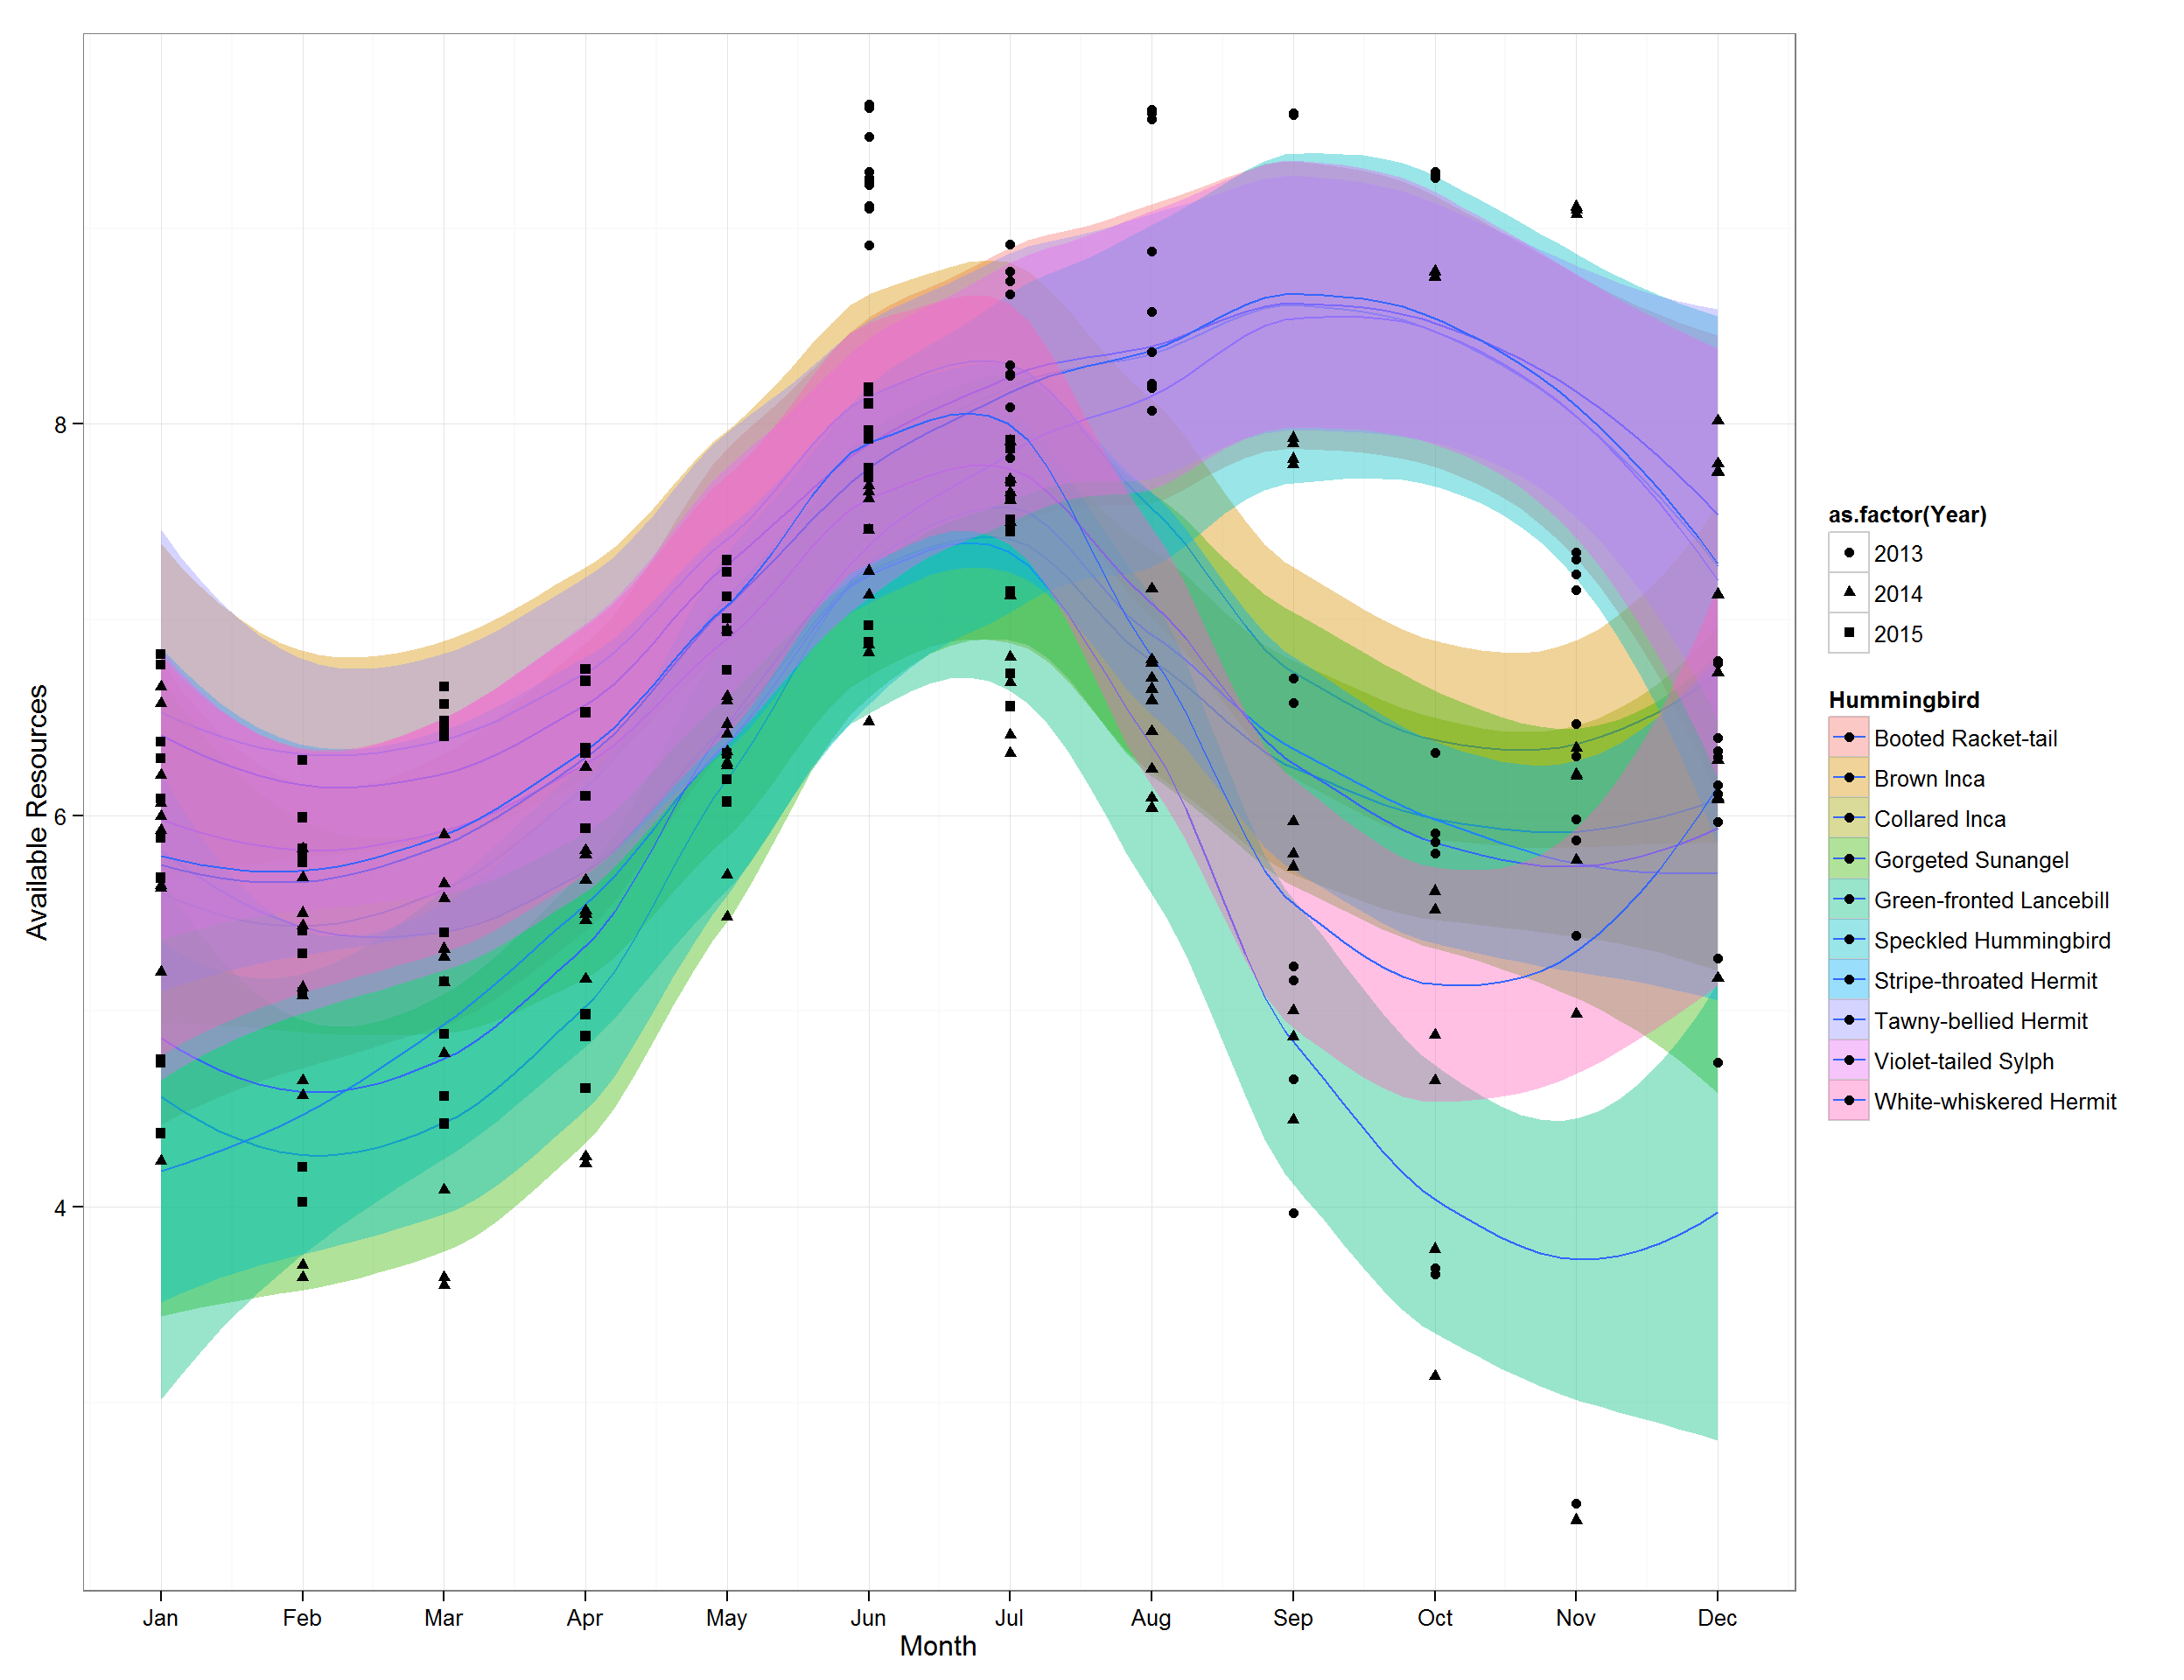 Available Resources
8
6
4
Jan Feb Mar Apr May Jun Jul Aug Sep Oct Nov Dec
Month
as.factor(Year)
2013
2014
2015
Hummingbird
Booted Racket-tail
Brown Inca
Collared Inca
Gorgeted Sunangel
Green-fronted Lancebill
Speckled Hummingbird
Stripe-throated Hermit
Tawny-bellied Hermit
Violet-tailed Sylph
White-whiskered Hermit